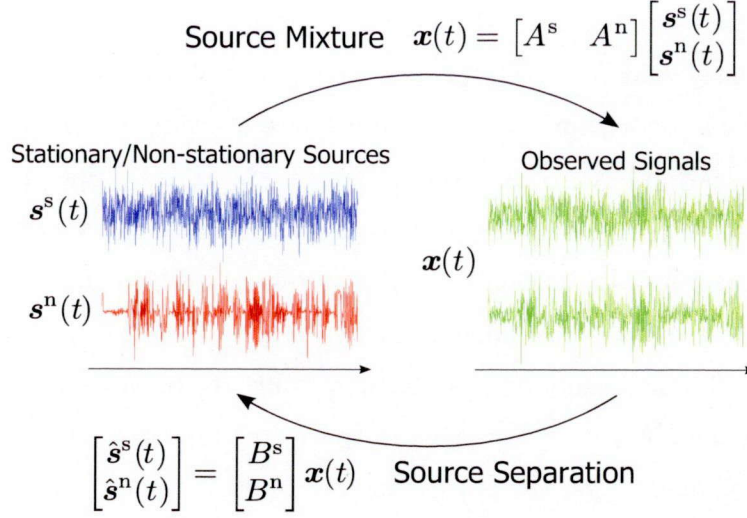 Source Mixture x(t) = [A^s A^n] [s^s(t) s^n(t)]
Stationary/Non-stationary Sources
Observed Signals
s^s(t)
x(t)
s^n(t)
[ŝ^s(t) ŝ^n(t)] = [B^s B^n] x(t) Source Separation